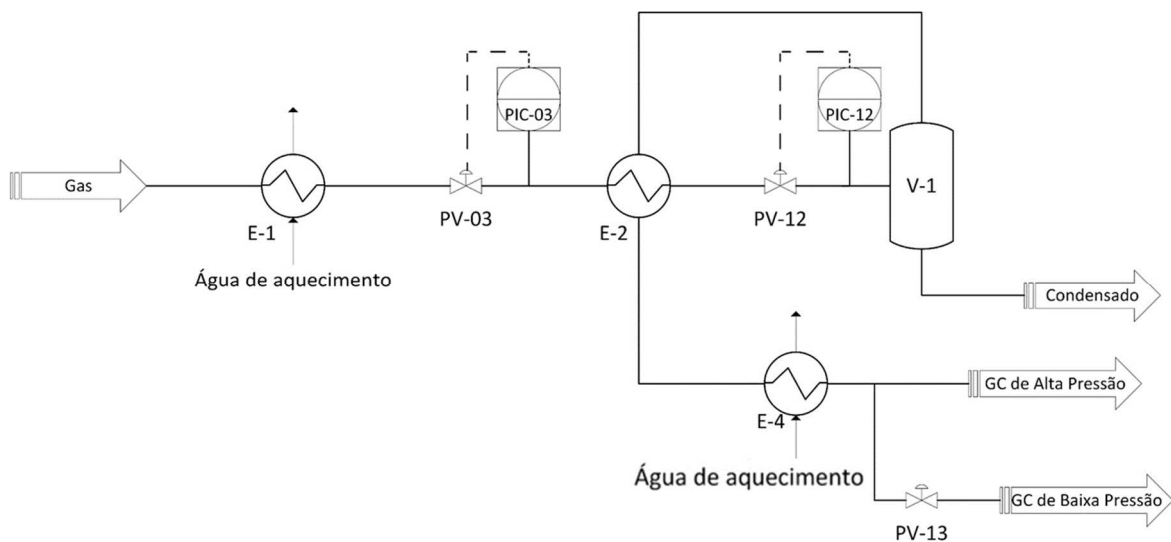 PIC-03
PIC-12
Gas
V-1
PV-03
PV-12
E-1
E-2
Água de aquecimento
Condensado
GC de Alta Pressão
E-4
Água de aquecimento
GC de Baixa Pressão
PV-13